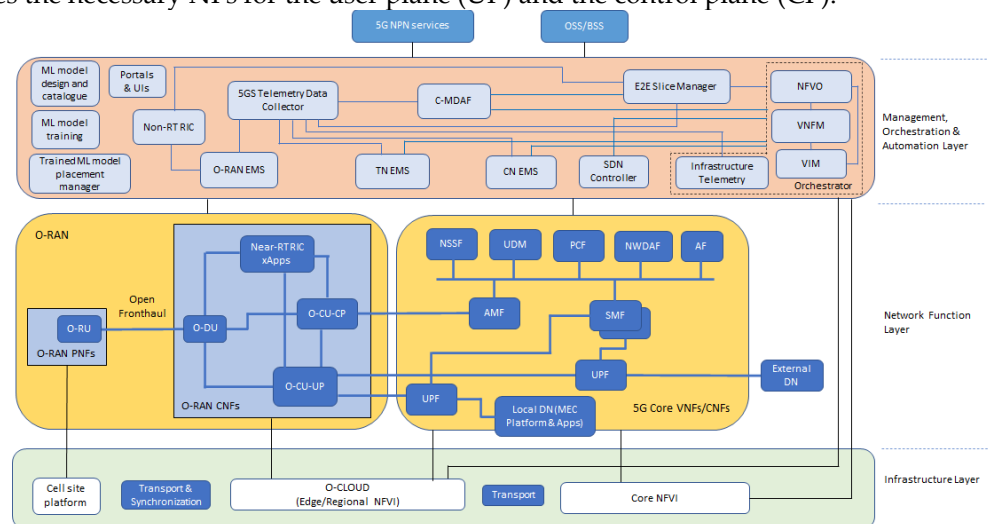 es the necessary NFs for the user plane (UP) and the control plane (CP).
5G NPN services
OSS/BSS
ML model
design and
catalogue
Portals
& UIs
ML model
training
Trained ML model
placement
manager
Non-RT RIC
5GS Telemetry Data
Collector
C-MDAF
E2E Slice Manager
NFVO
VNFM
VIM
Orchestrator
O-RAN EMS
TN EMS
CN EMS
SDN
Controller
Infrastructure
Telemetry
Management,
Orchestration &
Automation Layer
O-RAN
Near-RT RIC
xApps
Open
Fronthaul
O-RU
O-RAN PNFs
O-DU
O-CU-CP
O-CU-UP
O-RAN CNFs
NSSF
UDM
PCF
NWDAF
AF
AMF
SMF
UPF
UPF
Local DN (MEC
Platform & Apps)
5G Core VNFs/CNFs
External
DN
Network Function
Layer
Cell site
platform
Transport &
Synchronization
O-CLOUD
(Edge/Regional NFVI)
Transport
Core NFVI
Infrastructure Layer